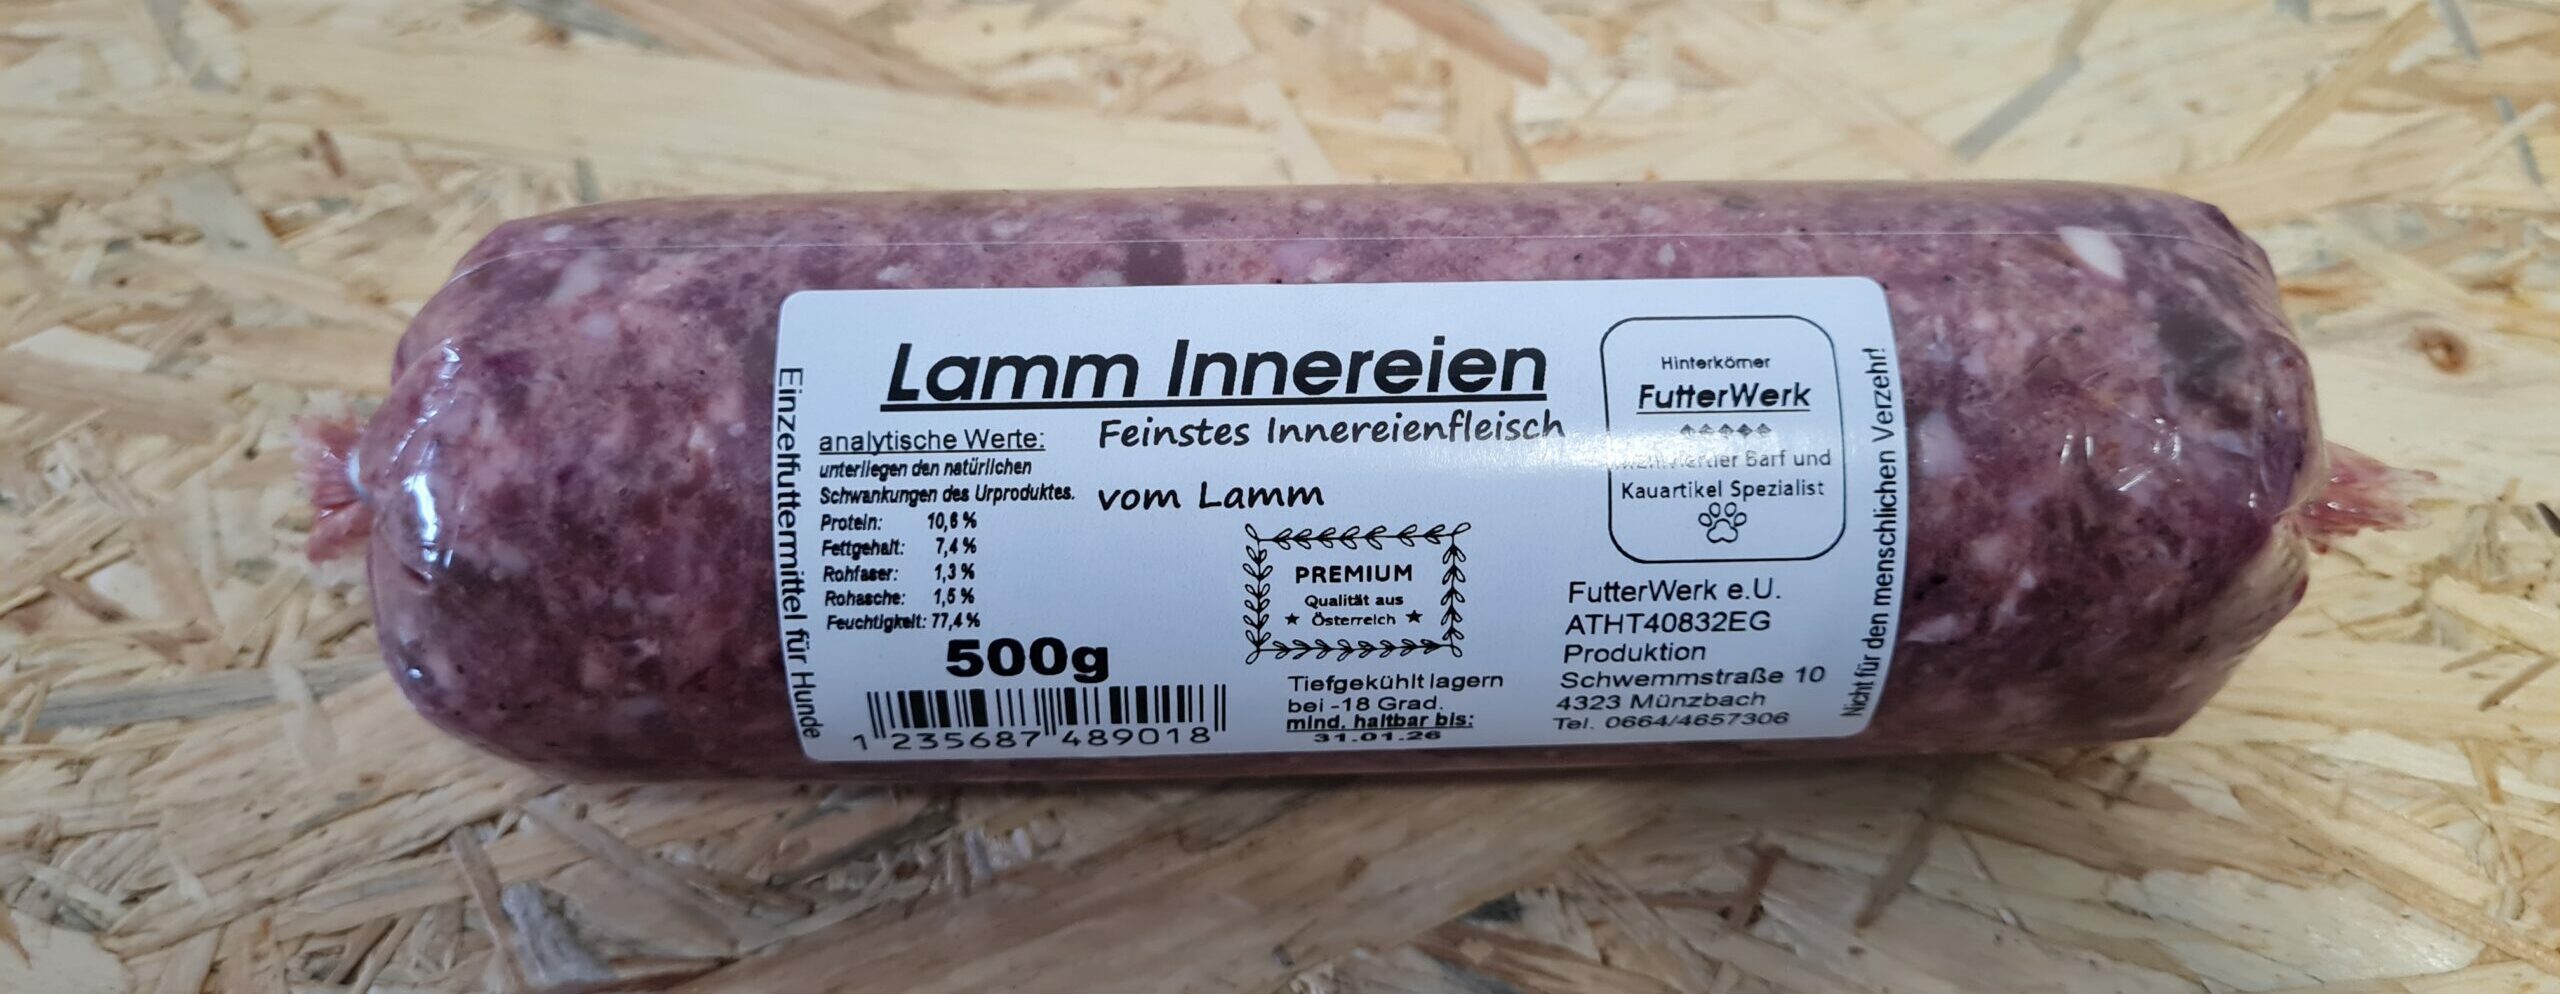 Einzelfuttermittel für Hunde
Lamm Innereien
Feinstes Innereienfleisch
vom Lamm
analytische Werte:
unterliegen den natürlichen
Schwankungen des Urproduktes.
Protein: 10,6 %
Fettgehalt: 7,4 %
Rohfaser: 1,3 %
Rohasche: 1,5 %
Feuchtigkeit: 77,4 %
500g
1 235687 489018
PREMIUM
Qualität aus
★ Österreich ★
Tiefgekühlt lagern
bei -18 Grad.
mind. haltbar bis:
31.01.26
Hinterkörner
FutterWerk
Barf und
Kauartikel Spezialist
FutterWerk e.U.
ATHT40832EG
Produktion
Schwemmstraße 10
4323 Münzbach
Tel. 0664/4657306
Nicht für den menschlichen Verzehr!